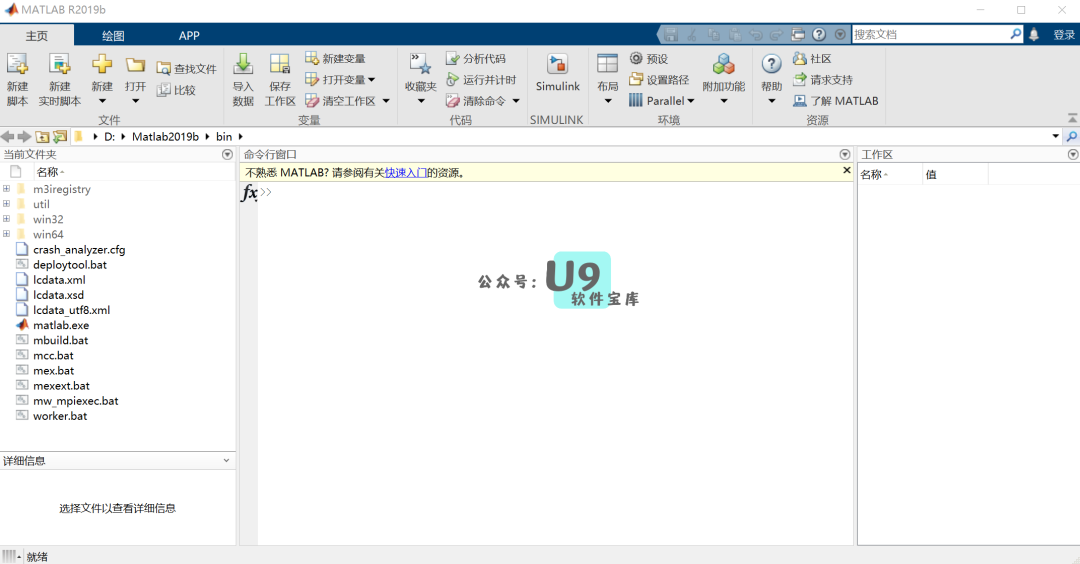 MATLAB R2019b
主页 绘图 APP 搜索文档 登录
新建脚本 新建实时脚本 新建 打开 查找文件 比较 导入数据 保存工作区 新建变量 打开变量 清空工作区 收藏夹 分析代码 运行并计时 清除命令 Simulink 布局 预设 设置路径 Parallel 附加功能 帮助 社区 请求支持 了解 MATLAB
文件 变量 代码 SIMULINK 环境 资源
D: Matlab2019b bin
当前文件夹 命令行窗口 工作区
名称 不熟悉 MATLAB? 请参阅有关快速入门的资源。 名称 值
fx >>
m3iregistry
util
win32
win64
crash_analyzer.cfg
deploytool.bat
lcdata.xml
lcdata.xsd
lcdata_utf8.xml
matlab.exe
mbuild.bat
mcc.bat
mex.bat
mexext.bat
mw_mpiexec.bat
worker.bat
公众号: U9
软件宝库
详细信息
选择文件以查看详细信息
就绪